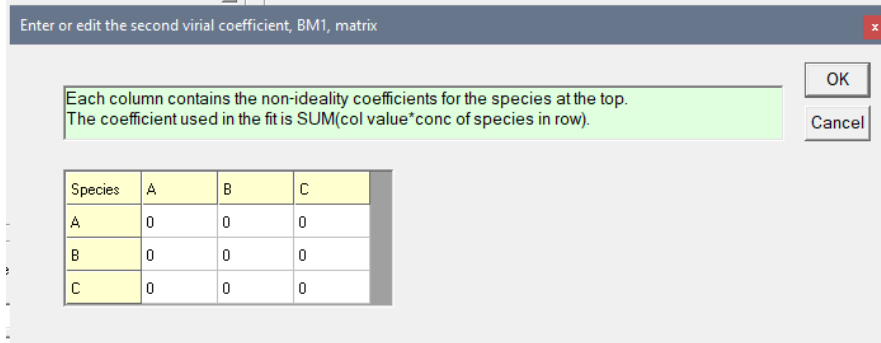 Enter or edit the second virial coefficient, BM1, matrix
x
OK
Each column contains the non-ideality coefficients for the species at the top.
The coefficient used in the fit is SUM(col value*conc of species in row).
Cancel
Species A B C
A 0 0 0
B 0 0 0
C 0 0 0